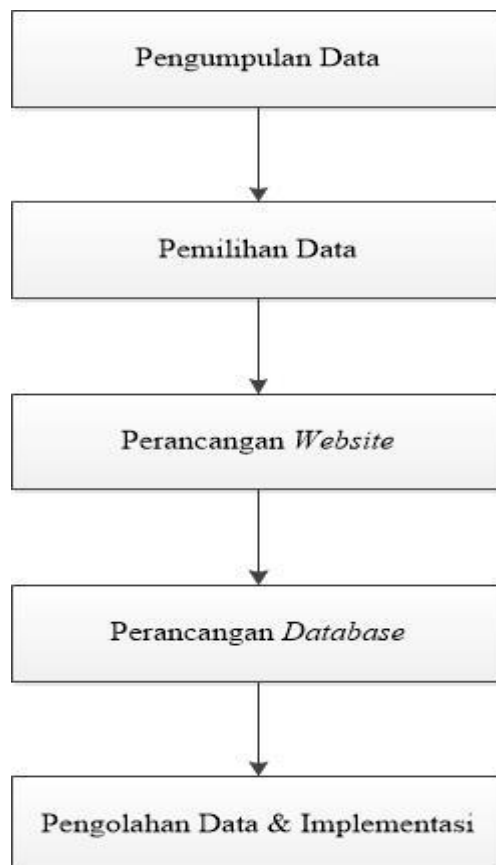 Pengumpulan Data
Pemilihan Data
Perancangan Website
Perancangan Database
Pengolahan Data & Implementasi